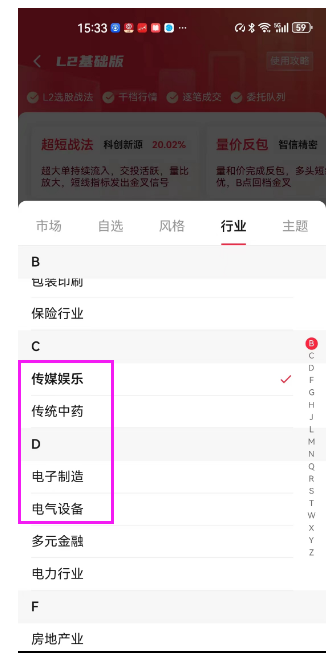 15:33
59
L2基础版
使用攻略
L2选股战法 千档行情 逐笔成交 委托队列
超短战法 科创新源 20.02%
量价反包 智信精密
超大单持续流入，交投活跃，量比放大，短线指标发出金叉信号
量和价完成反包，多头短优，B点回档金叉
市场 自选 风格 行业 主题
B
包装印刷
保险行业
C
传媒娱乐
传统中药
D
电子制造
电气设备
多元金融
电力行业
F
房地产业
B
C
D
F
G
H
J
L
M
N
Q
R
S
T
W
X
Y
Z